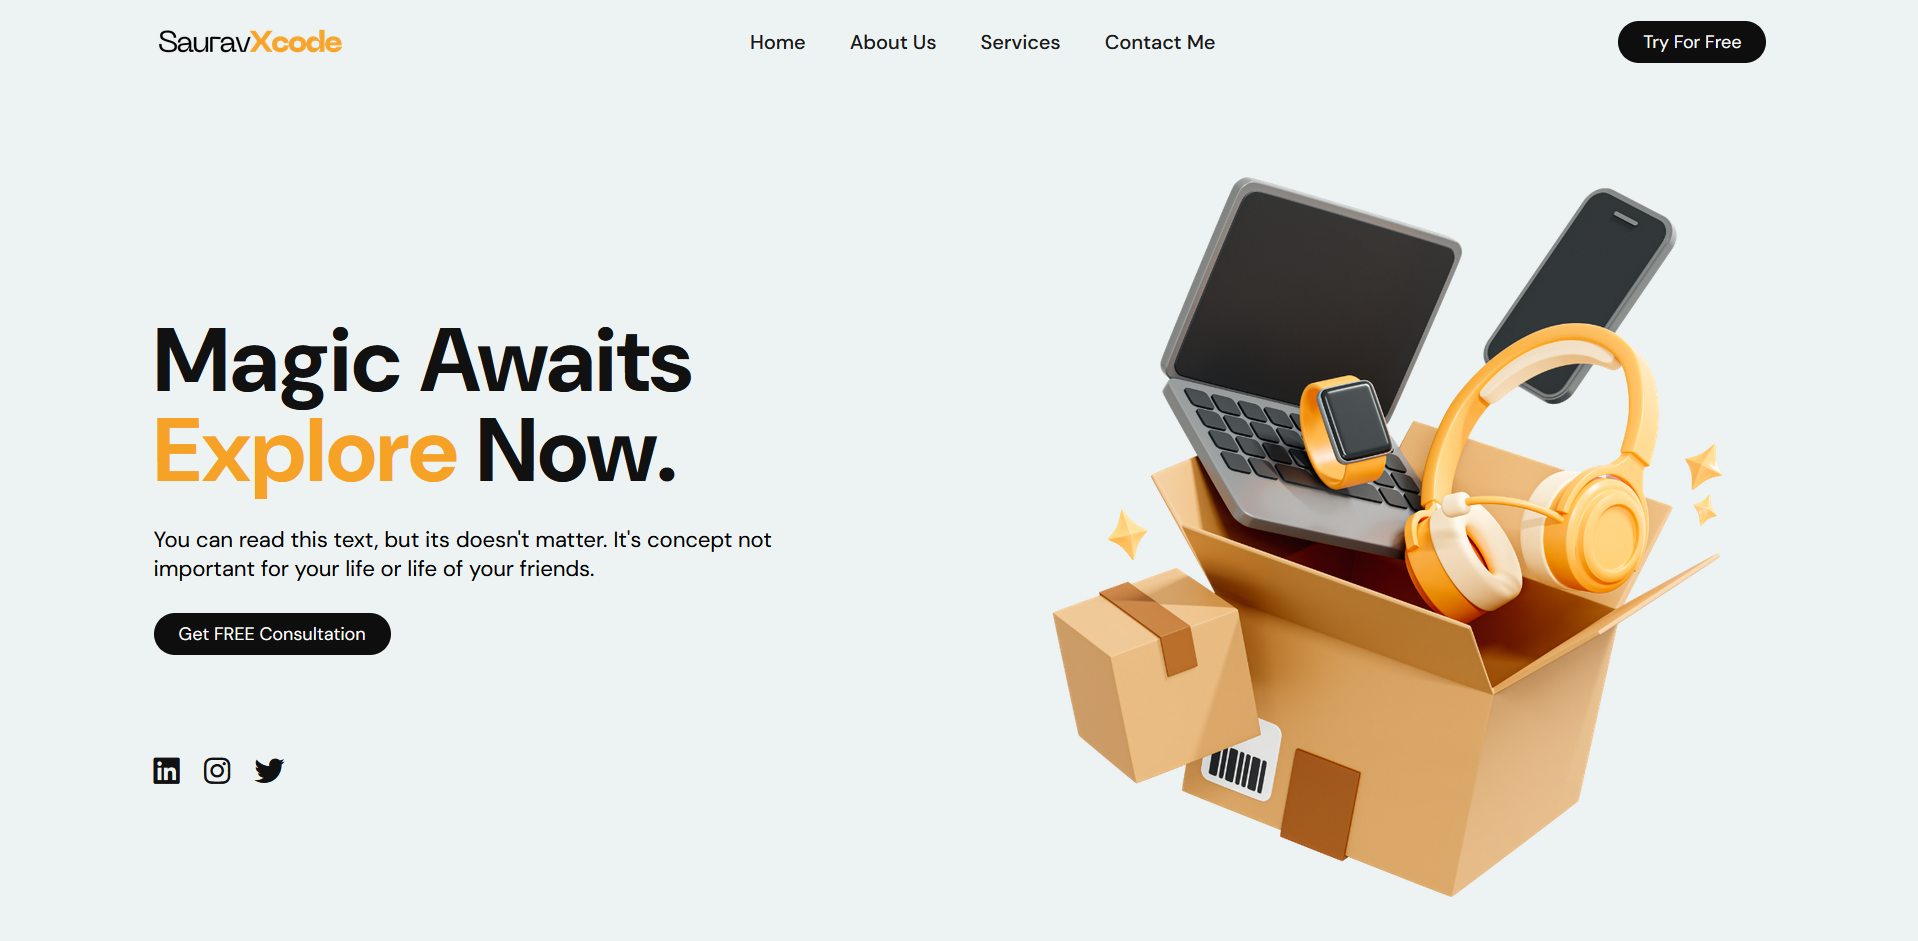 SauravXcode
Home
About Us
Services
Contact Me
Try For Free
Magic Awaits
Explore Now.
You can read this text, but its doesn't matter. It's concept not
important for your life or life of your friends.
Get FREE Consultation
in